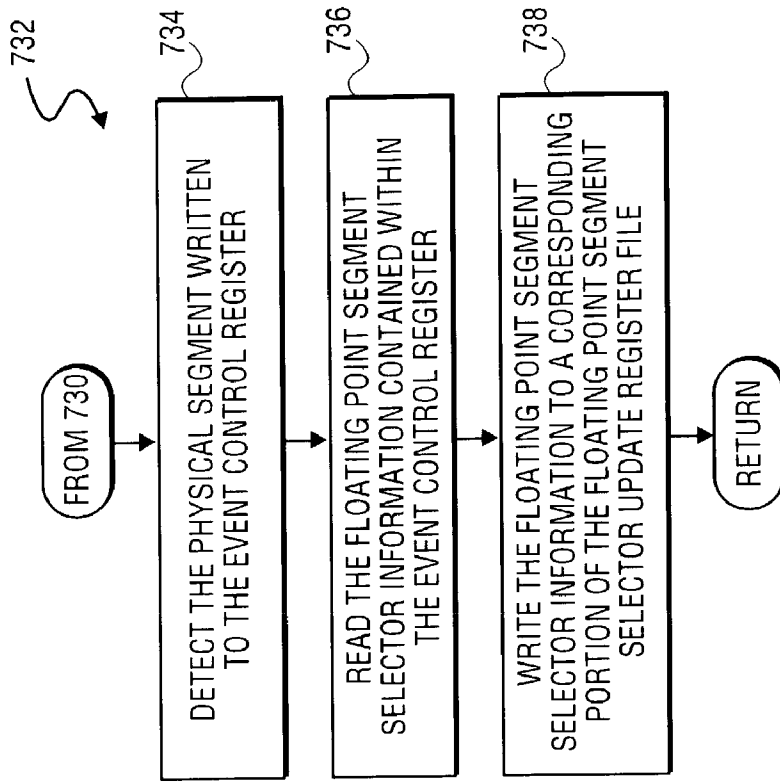 732
FROM 730
734
DETECT THE PHYSICAL SEGMENT WRITTEN
TO THE EVENT CONTROL REGISTER
736
READ THE FLOATING POINT SEGMENT
SELECTOR INFORMATION CONTAINED WITHIN
THE EVENT CONTROL REGISTER
738
WRITE THE FLOATING POINT SEGMENT
SELECTOR INFORMATION TO A CORRESPONDING
PORTION OF THE FLOATING POINT SEGMENT
SELECTOR UPDATE REGISTER FILE
RETURN